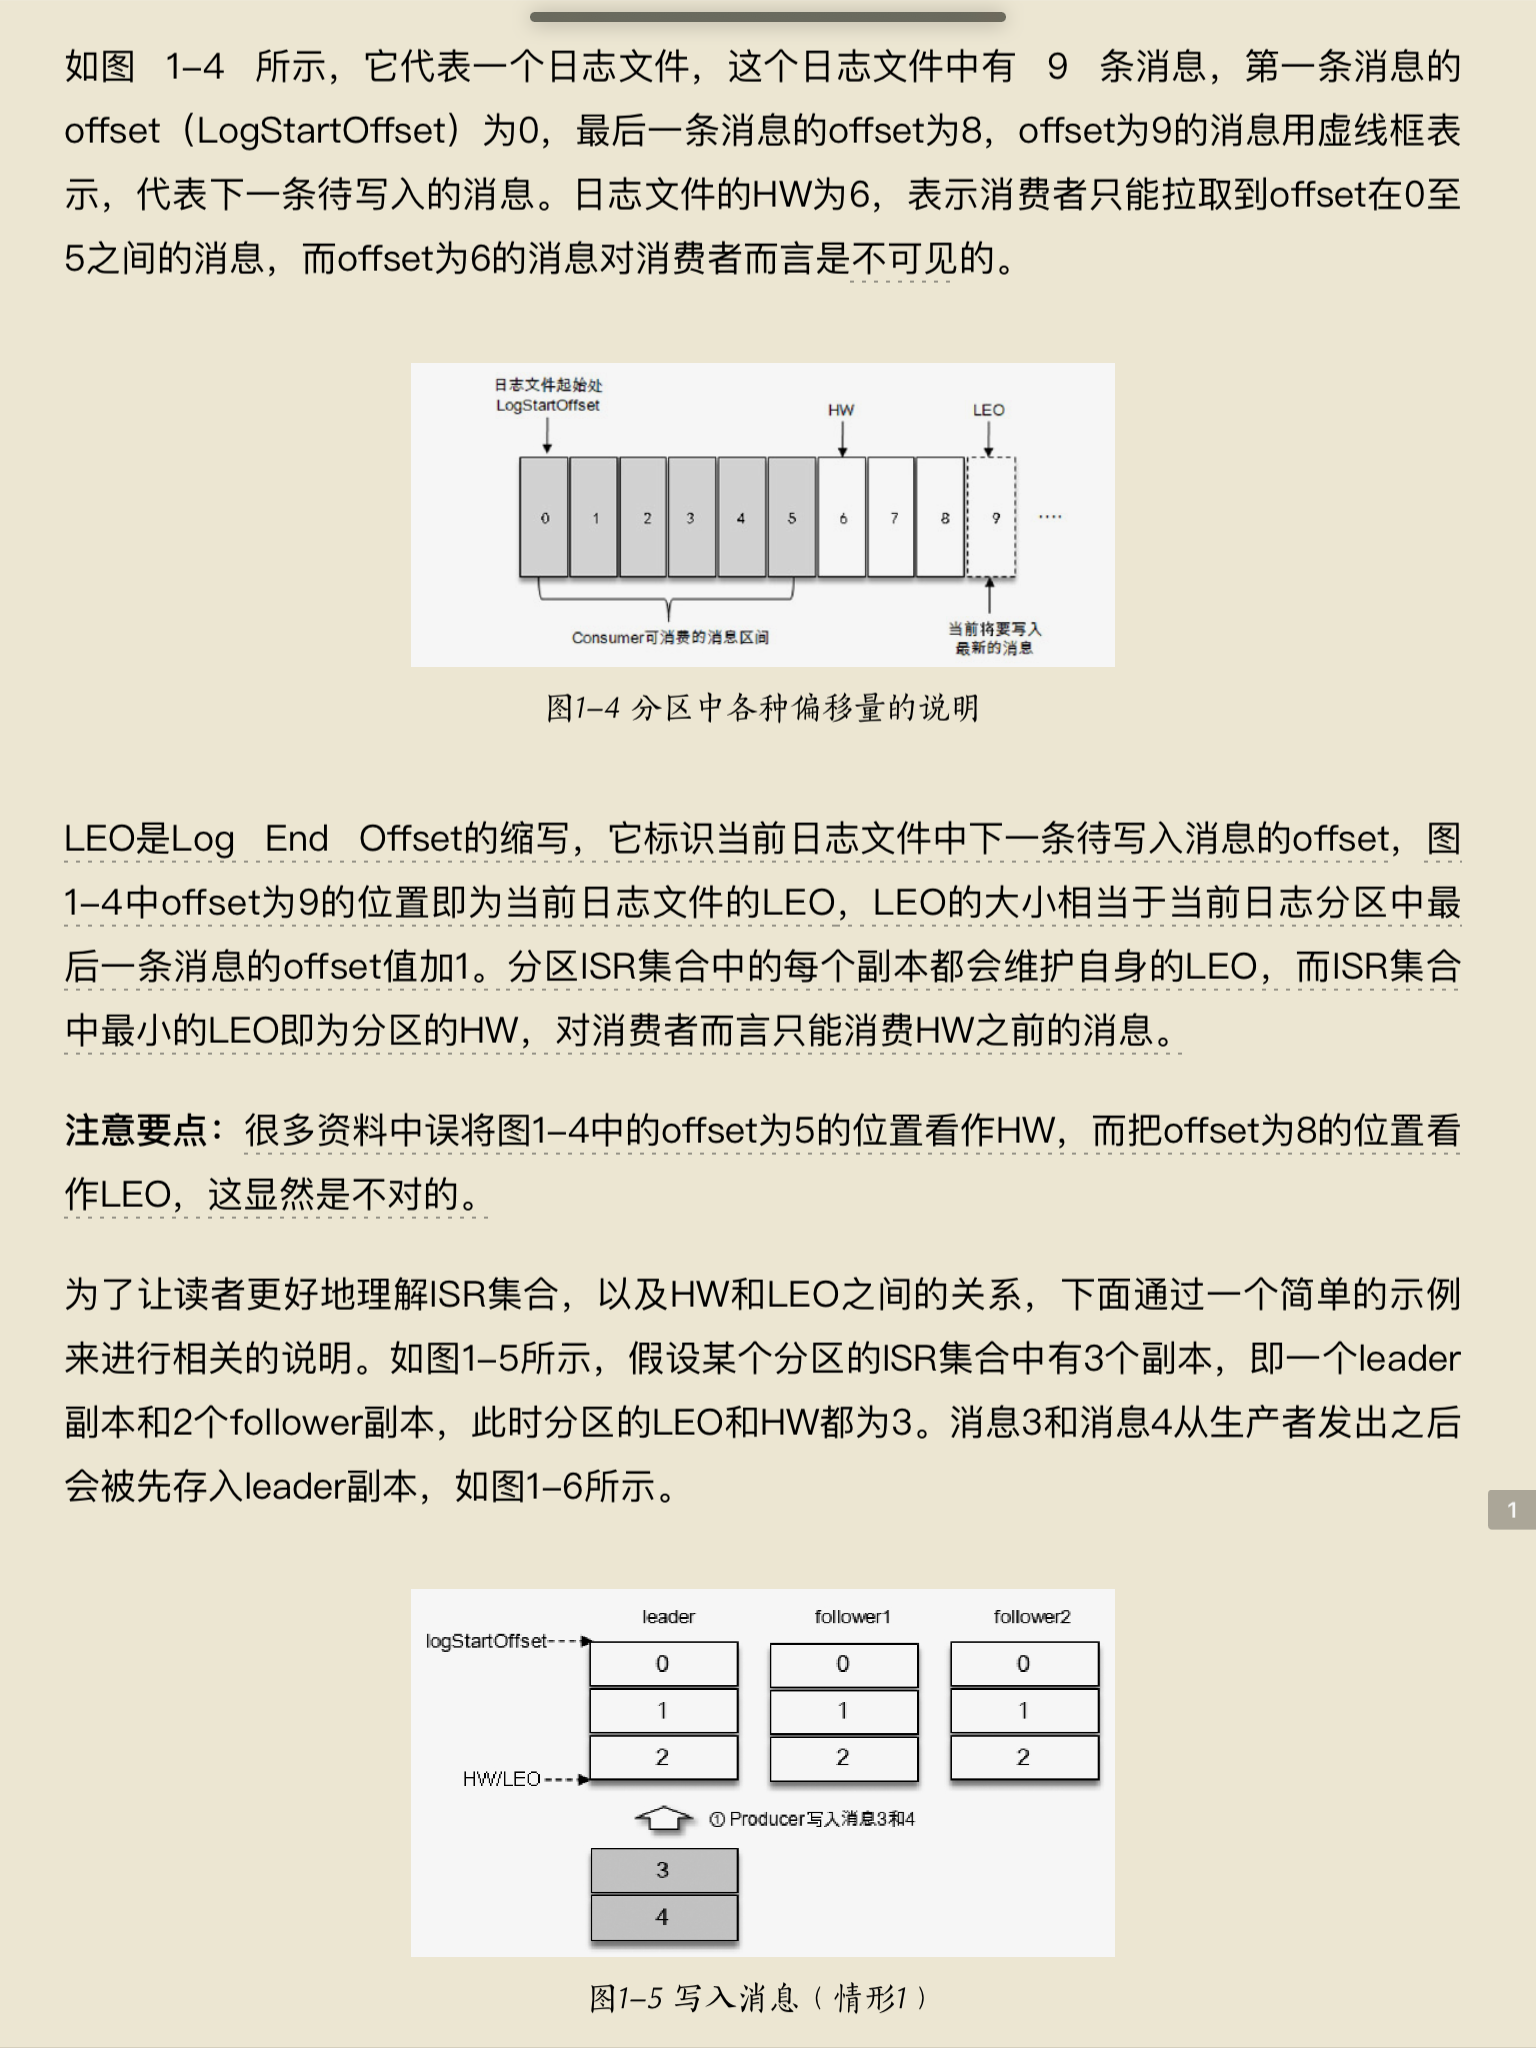 如图 1-4 所示，它代表一个日志文件，这个日志文件中有 9 条消息，第一条消息的
offset（LogStartOffset）为0，最后一条消息的offset为8，offset为9的消息用虚线框表
示，代表下一条待写入的消息。日志文件的HW为6，表示消费者只能拉取到offset在0至
5之间的消息，而offset为6的消息对消费者而言是不可见的。
日志文件起始处
LogStartOffset
HW
LEO
0 1 2 3 4 5 6 7 8 9 ····
Consumer可消费的消息区间
当前将要写入
最新的消息
图1-4 分区中各种偏移量的说明
LEO是Log End Offset的缩写，它标识当前日志文件中下一条待写入消息的offset，图
1-4中offset为9的位置即为当前日志文件的LEO，LEO的大小相当于当前日志分区中最
后一条消息的offset值加1。分区ISR集合中的每个副本都会维护自身的LEO，而ISR集合
中最小的LEO即为分区的HW，对消费者而言只能消费HW之前的消息。
注意要点：很多资料中误将图1-4中的offset为5的位置看作HW，而把offset为8的位置看
作LEO，这显然是不对的。
为了让读者更好地理解ISR集合，以及HW和LEO之间的关系，下面通过一个简单的示例
来进行相关的说明。如图1-5所示，假设某个分区的ISR集合中有3个副本，即一个leader
副本和2个follower副本，此时分区的LEO和HW都为3。消息3和消息4从生产者发出之后
会被先存入leader副本，如图1-6所示。
1
leader follower1 follower2
logStartOffset
0 0 0
1 1 1
2 2 2
HW/LEO
① Producer写入消息3和4
3
4
图1-5 写入消息（情形1）